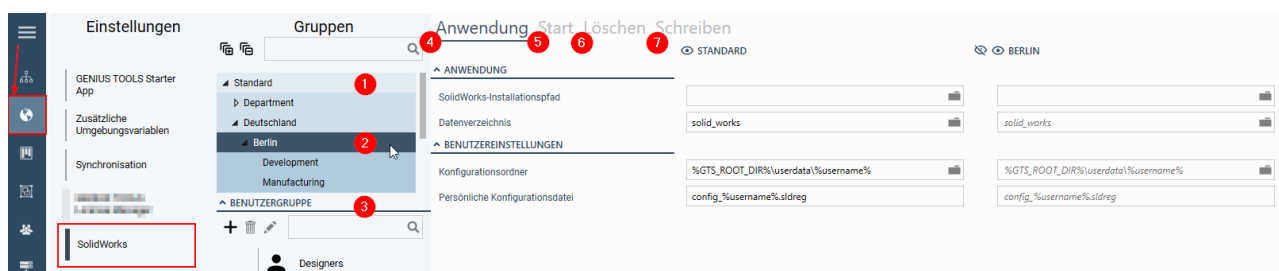 Einstellungen
GENIUS TOOLS Starter
App
Zusätzliche
Umgebungsvariablen
Synchronisation
SolidWorks
Gruppen
Standard
1
Department
Deutschland
Berlin
2
Development
Manufacturing
BENUTZERGRUPPE
3
Designers
Anwendung Start Löschen Schreiben
4
5
6
7
STANDARD
BERLIN
ANWENDUNG
SolidWorks-Installationspfad
Datenverzeichnis
solid_works
solid_works
BENUTZEREINSTELLUNGEN
Konfigurationsordner
%GTS_ROOT_DIR%\userdata\%username%
%GTS_ROOT_DIR%\userdata\%username%
Persönliche Konfigurationsdatei
config_%username%.sldreg
config_%username%.sldreg